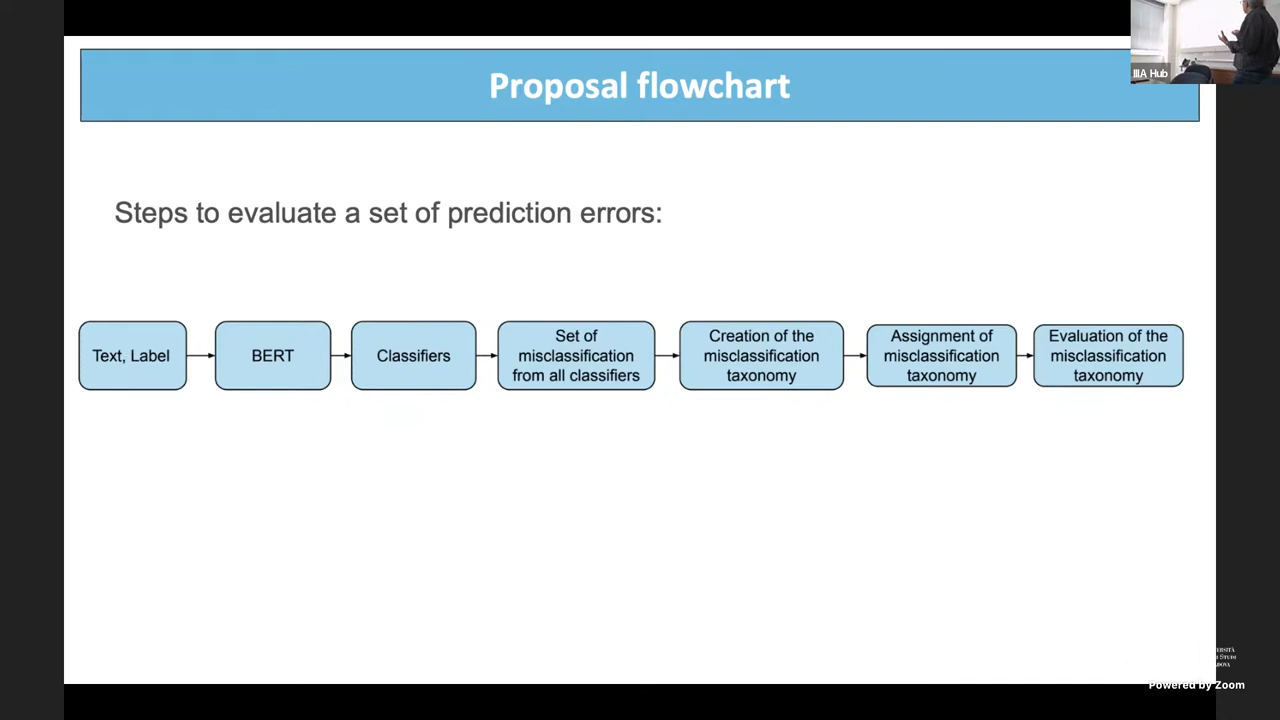 Proposal flowchart
IIIA Hub
Steps to evaluate a set of prediction errors:
Text, Label
BERT
Classifiers
Set of
misclassification
from all classifiers
Creation of the
misclassification
taxonomy
Assignment of
misclassification
taxonomy
Evaluation of the
misclassification
taxonomy
Powered by Zoom